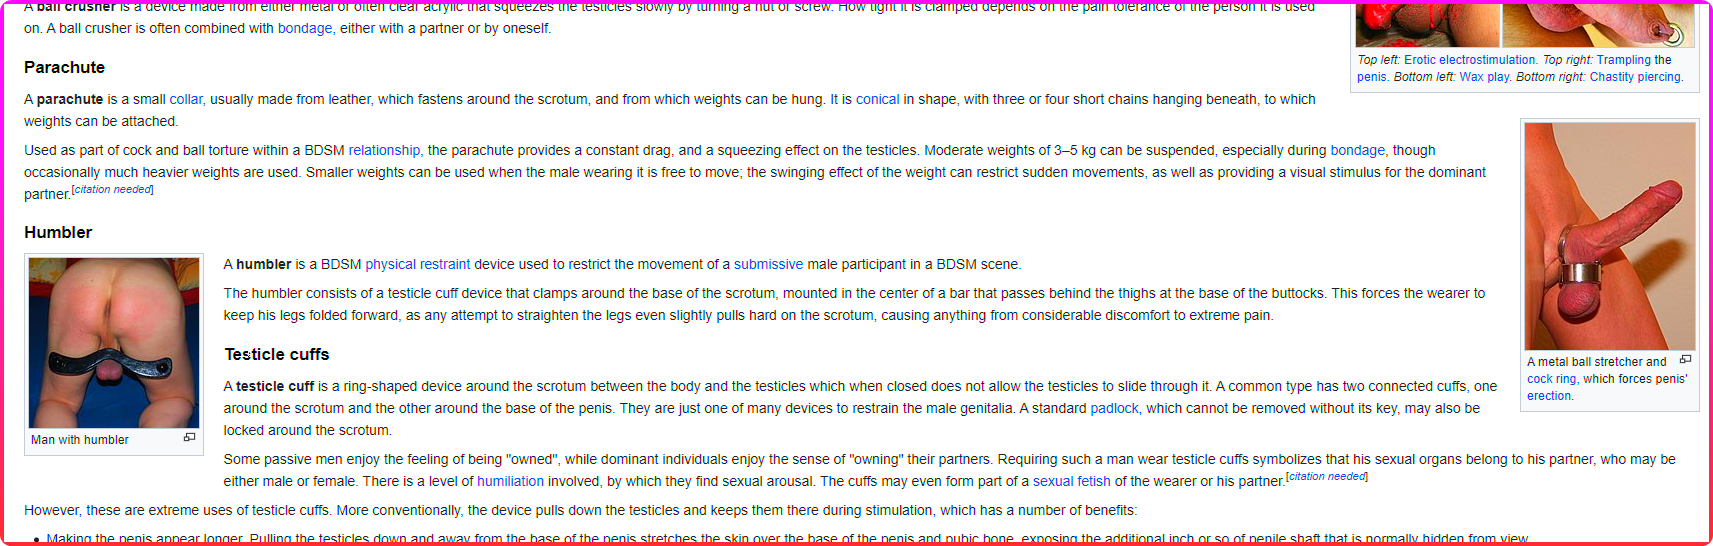 A ball crusher is a device made from either metal or often clear acrylic that squeezes the testicles slowly by turning a nut or screw. How tight it is clamped depends on the pain tolerance of the person it is used
on. A ball crusher is often combined with bondage, either with a partner or by oneself.
Top left: Erotic electrostimulation. Top right: Trampling the
penis. Bottom left: Wax play. Bottom right: Chastity piercing.
Parachute
A parachute is a small collar, usually made from leather, which fastens around the scrotum, and from which weights can be hung. It is conical in shape, with three or four short chains hanging beneath, to which
weights can be attached.
Used as part of cock and ball torture within a BDSM relationship, the parachute provides a constant drag, and a squeezing effect on the testicles. Moderate weights of 3–5 kg can be suspended, especially during bondage, though
occasionally much heavier weights are used. Smaller weights can be used when the male wearing it is free to move; the swinging effect of the weight can restrict sudden movements, as well as providing a visual stimulus for the dominant
partner.[citation needed]
A metal ball stretcher and
cock ring, which forces penis'
erection.
Humbler
Man with humbler
A humbler is a BDSM physical restraint device used to restrict the movement of a submissive male participant in a BDSM scene.
The humbler consists of a testicle cuff device that clamps around the base of the scrotum, mounted in the center of a bar that passes behind the thighs at the base of the buttocks. This forces the wearer to
keep his legs folded forward, as any attempt to straighten the legs even slightly pulls hard on the scrotum, causing anything from considerable discomfort to extreme pain.
Testicle cuffs
A testicle cuff is a ring-shaped device around the scrotum between the body and the testicles which when closed does not allow the testicles to slide through it. A common type has two connected cuffs, one
around the scrotum and the other around the base of the penis. They are just one of many devices to restrain the male genitalia. A standard padlock, which cannot be removed without its key, may also be
locked around the scrotum.
Some passive men enjoy the feeling of being "owned", while dominant individuals enjoy the sense of "owning" their partners. Requiring such a man wear testicle cuffs symbolizes that his sexual organs belong to his partner, who may be
either male or female. There is a level of humiliation involved, by which they find sexual arousal. The cuffs may even form part of a sexual fetish of the wearer or his partner.[citation needed]
However, these are extreme uses of testicle cuffs. More conventionally, the device pulls down the testicles and keeps them there during stimulation, which has a number of benefits:
• Making the penis appear longer. Pulling the testicles down and away from the base of the penis stretches the skin over the base of the penis and pubic bone, exposing the additional inch or so of penile shaft that is normally hidden from view.